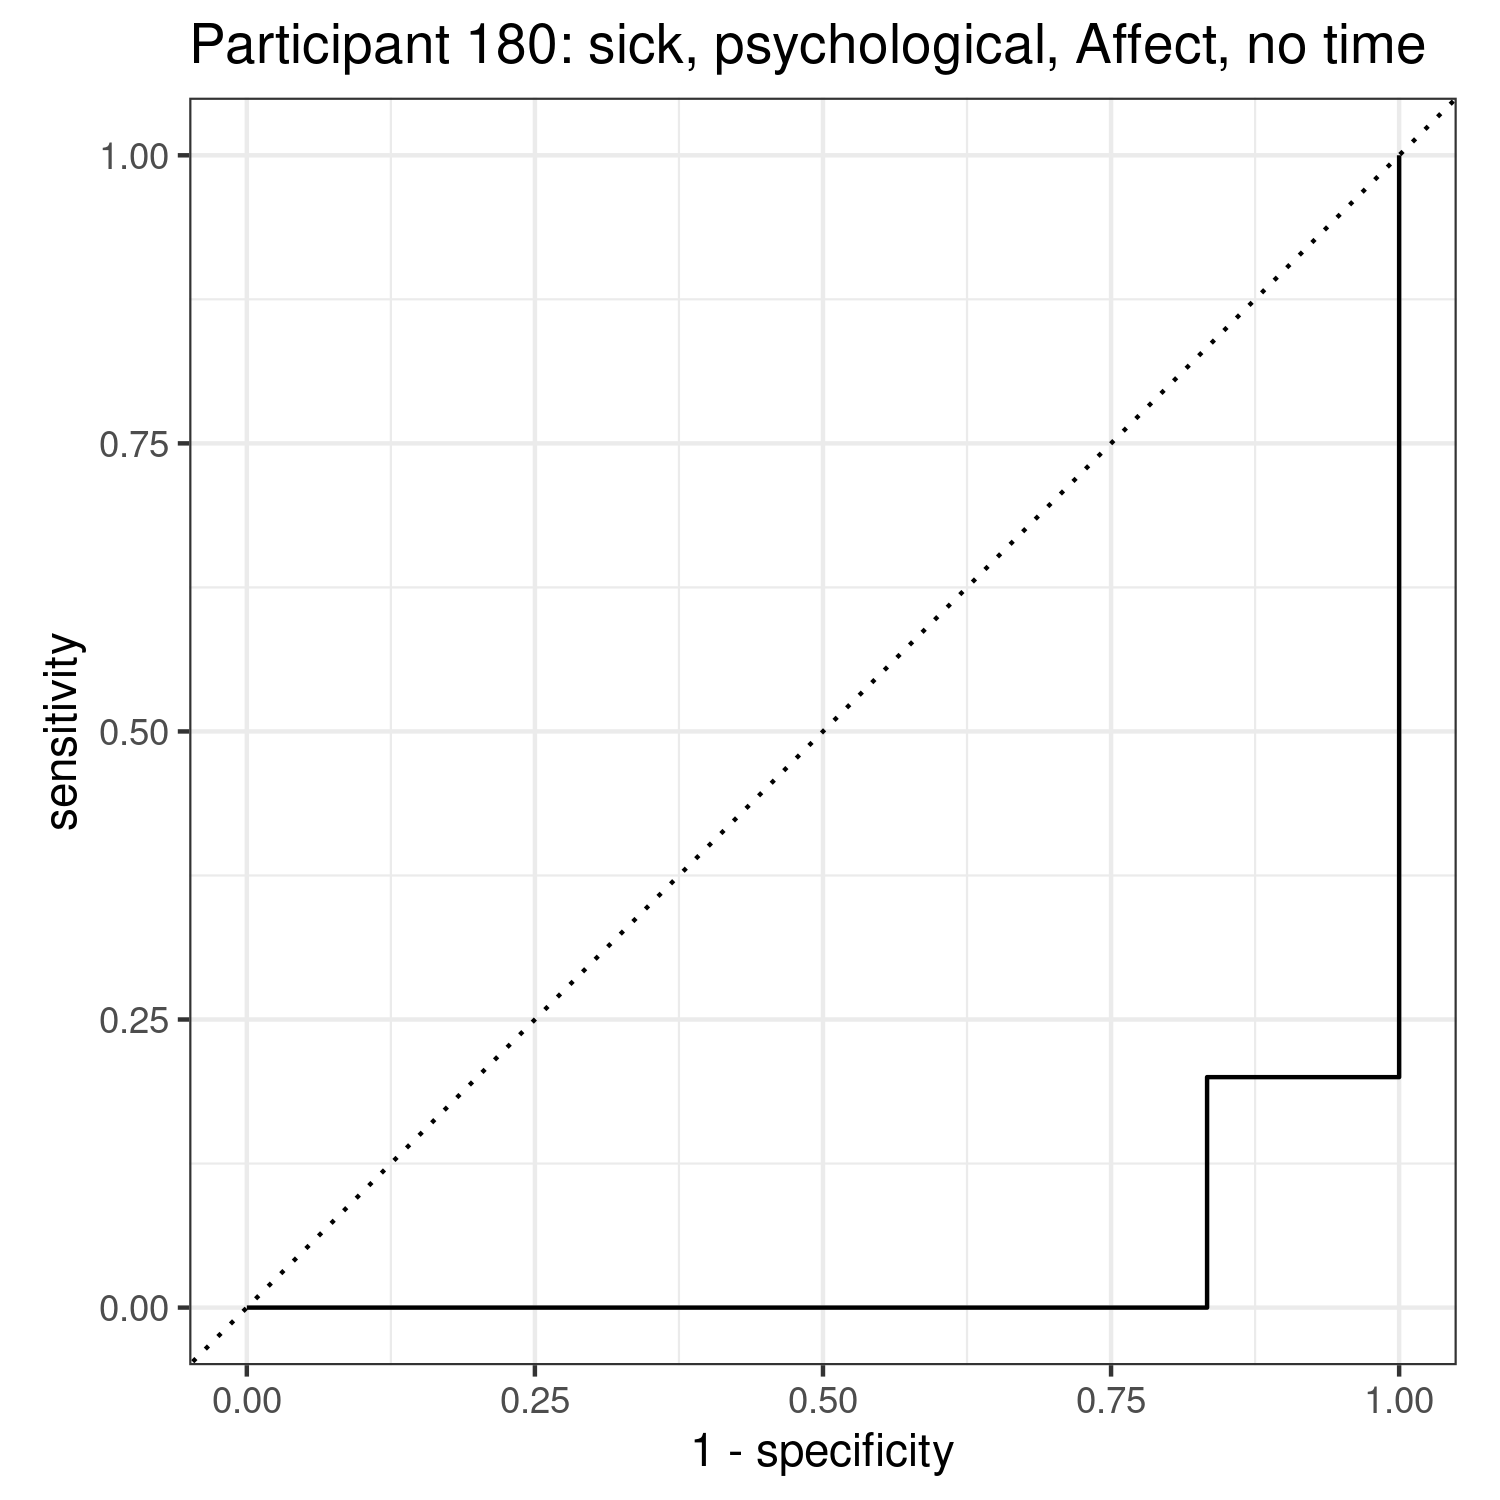 Participant 180: sick, psychological, Affect, no time
1.00
0.75
0.50
0.25
0.00
sensitivity
0.00 0.25 0.50 0.75 1.00
1 - specificity